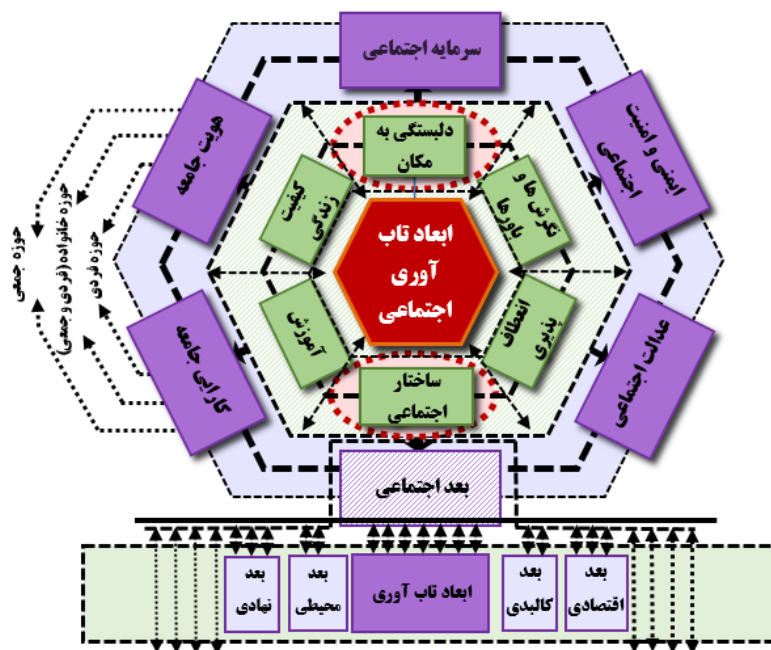 سرمایه اجتماعی
ایمنی و امنیت
اجتماعی
هویت جامعه
دلبستگی به
مکان
نگرش ها و
باورها
کیفیت
زندگی
ابعاد تاب
آوری
اجتماعی
حوزه فردی
حوزه خانواده(فردی و جمعی)
حوزه جمعی
انعطاف
پذیری
آموزش
عدالت اجتماعی
کارایی جامعه
ساختار
اجتماعی
بعد اجتماعی
بعد
اقتصادی
بعد
کالبدی
ابعاد تاب آوری
بعد
محیطی
بعد
نهادی